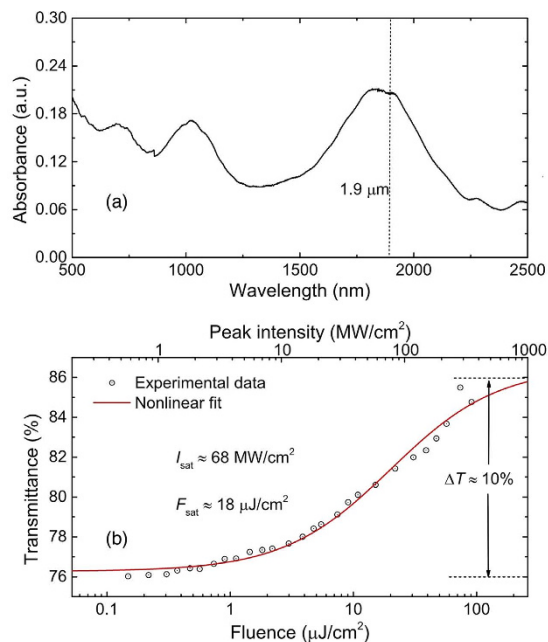 0.30
0.24
0.18
0.12
0.06
0.00
Absorbance (a.u.)
(a)
1.9 μm
500 1000 1500 2000 2500
Wavelength (nm)
Peak intensity (MW/cm²)
1 10 100 1000
86
84
82
80
78
76
Transmittance (%)
Experimental data
Nonlinear fit
I_sat ≈ 68 MW/cm²
F_sat ≈ 18 μJ/cm²
ΔT ≈ 10%
(b)
0.1 1 10 100
Fluence (μJ/cm²)